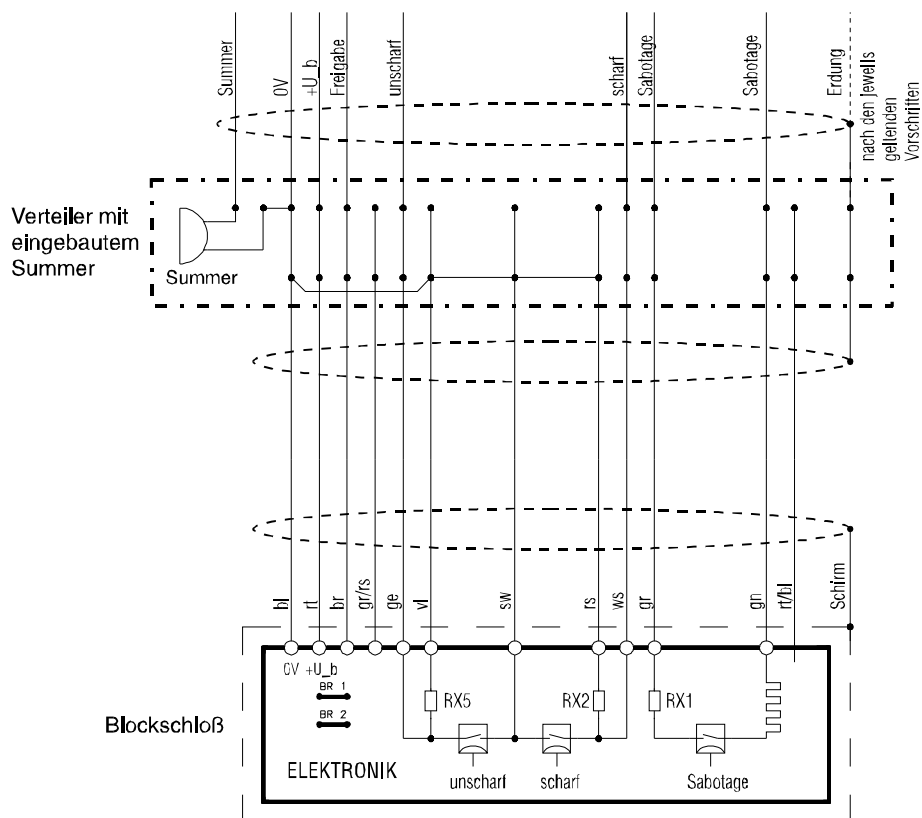 Summer
0V
+U_b
Freigabe
unscharf
scharf
Sabotage
Sabotage
Erdung
nach den jewells
geltenden
Vorschritten
Verteiler mit
eingebautem
Summer
Summer
bl
rt
br
gr/rs
ge
vl
sw
rs
ws
gr
gn
rt/bl
Schirm
0V +U_b
BR 1
BR 2
RX5
RX2
RX1
Blockschloß
ELEKTRONIK
unscharf
scharf
Sabotage